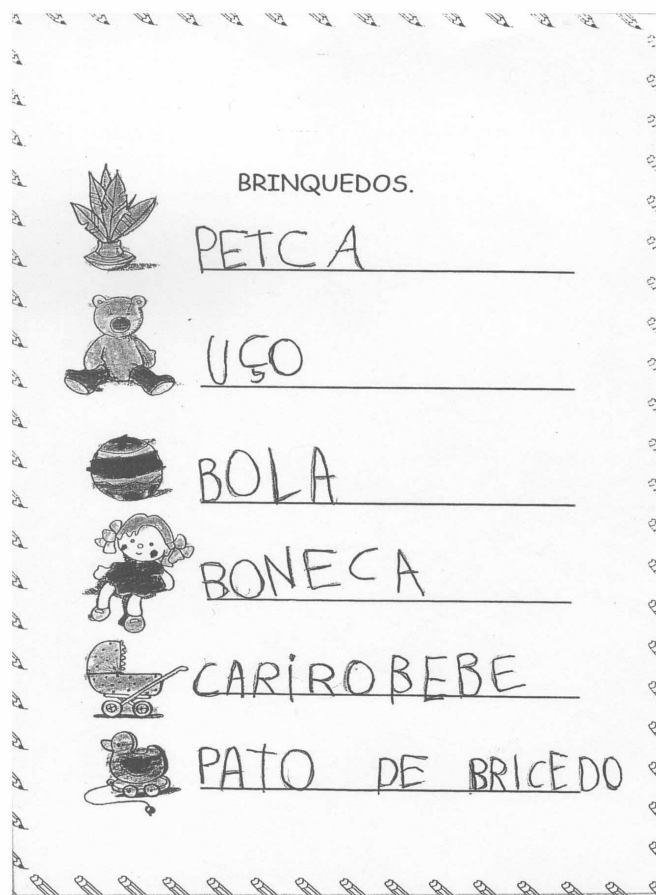 BRINQUEDOS.
PETCA
UÇO
BOLA
BONECA
CARIROBEBE
PATO DE BRICEDO